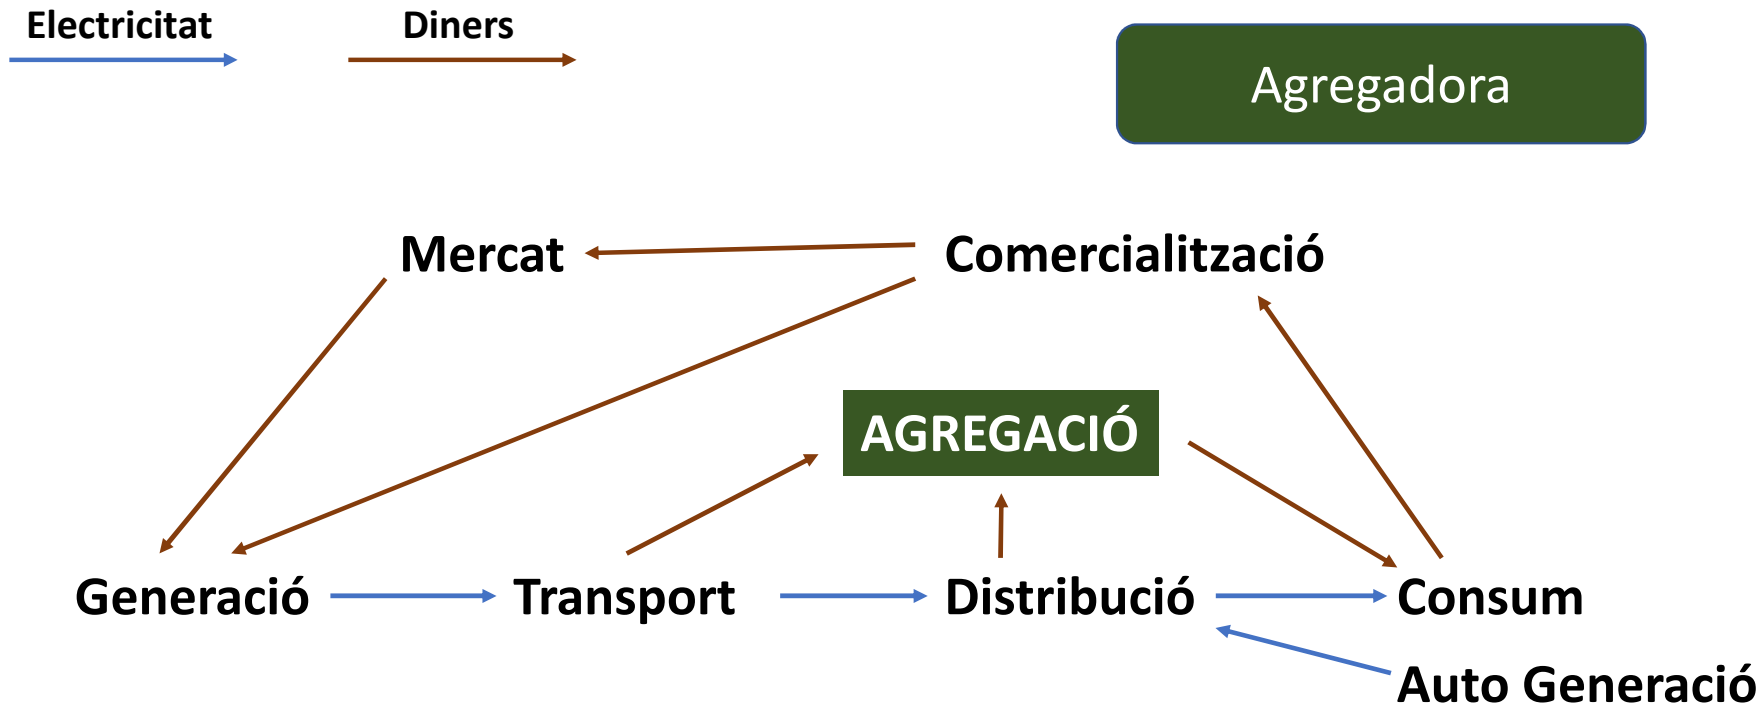 Electricitat
Diners
Agregadora
Mercat
Comercialització
AGREGACIÓ
Generació
Transport
Distribució
Consum
Auto Generació